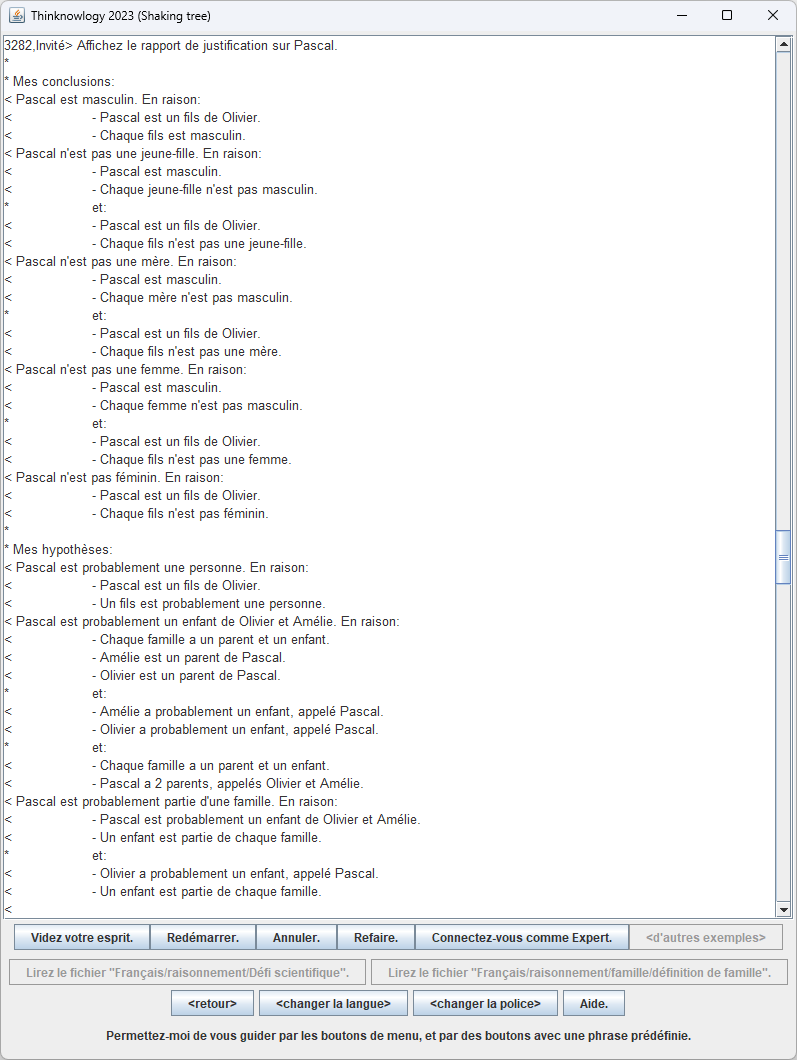 Thinknowlogy 2023 (Shaking tree)
3282,Invité> Affichez le rapport de justification sur Pascal.
*
* Mes conclusions:
< Pascal est masculin. En raison:
< - Pascal est un fils de Olivier.
< - Chaque fils est masculin.
< Pascal n'est pas une jeune-fille. En raison:
< - Pascal est masculin.
< - Chaque jeune-fille n'est pas masculin.
* et:
< - Pascal est un fils de Olivier.
< - Chaque fils n'est pas une jeune-fille.
< Pascal n'est pas une mère. En raison:
< - Pascal est masculin.
< - Chaque mère n'est pas masculin.
* et:
< - Pascal est un fils de Olivier.
< - Chaque fils n'est pas une mère.
< Pascal n'est pas une femme. En raison:
< - Pascal est masculin.
< - Chaque femme n'est pas masculin.
* et:
< - Pascal est un fils de Olivier.
< - Chaque fils n'est pas une femme.
< Pascal n'est pas féminin. En raison:
< - Pascal est un fils de Olivier.
< - Chaque fils n'est pas féminin.
*
* Mes hypothèses:
< Pascal est probablement une personne. En raison:
< - Pascal est un fils de Olivier.
< - Un fils est probablement une personne.
< Pascal est probablement un enfant de Olivier et Amélie. En raison:
< - Chaque famille a un parent et un enfant.
< - Amélie est un parent de Pascal.
< - Olivier est un parent de Pascal.
* et:
< - Amélie a probablement un enfant, appelé Pascal.
< - Olivier a probablement un enfant, appelé Pascal.
* et:
< - Chaque famille a un parent et un enfant.
< - Pascal a 2 parents, appelés Olivier et Amélie.
< Pascal est probablement partie d'une famille. En raison:
< - Pascal est probablement un enfant de Olivier et Amélie.
< - Un enfant est partie de chaque famille.
* et:
< - Olivier a probablement un enfant, appelé Pascal.
< - Un enfant est partie de chaque famille.
<
Videz votre esprit. Redémarrer. Annuler. Refaire. Connectez-vous comme Expert. <d'autres exemples>
Lirez le fichier "Français/raisonnement/Défi scientifique". Lirez le fichier "Français/raisonnement/famille/définition de famille".
<retour> <changer la langue> <changer la police> Aide.
Permettez-moi de vous guider par les boutons de menu, et par des boutons avec une phrase prédéfinie.